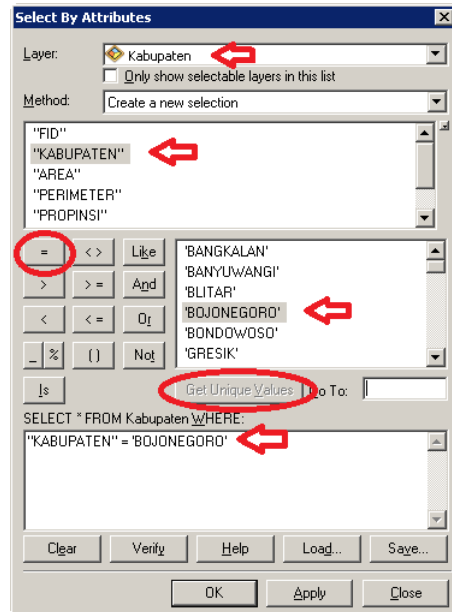 Select By Attributes
Layer: Kabupaten
Only show selectable layers in this list
Method: Create a new selection
"FID"
"KABUPATEN"
"AREA"
"PERIMETER"
"PROPINSI"
= <> Like
> >= And
< <= Or
_ % () Not
Is
'BANGKALAN'
'BANYUWANGI'
'BLITAR'
'BOJONEGORO'
'BONDOWOSO'
'GRESIK'
Get Unique Values Go To:
SELECT * FROM Kabupaten WHERE:
"KABUPATEN" = 'BOJONEGORO'
Clear Verify Help Load... Save...
OK Apply Close